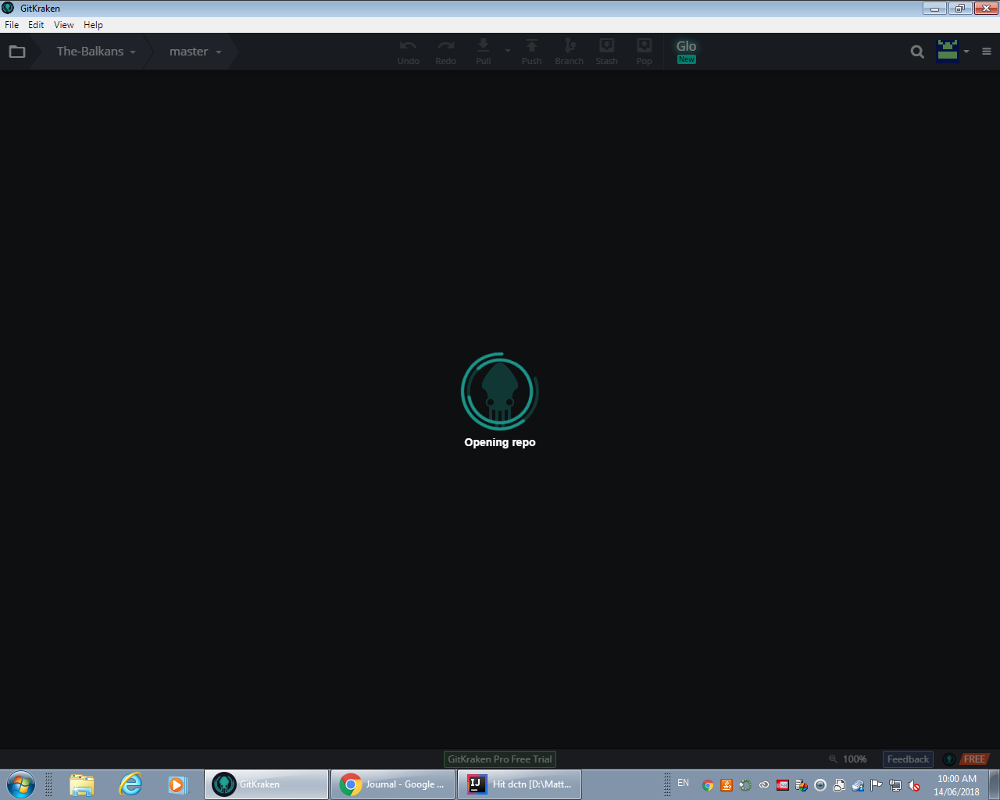 GitKraken
File Edit View Help
The-Balkans master Undo Redo Pull Push Branch Stash Pop Glo New
Opening repo
GitKraken Pro Free Trial 100% Feedback FREE
GitKraken Journal - Google ... Hit dctn [D:\Matt... EN 10:00 AM
14/06/2018